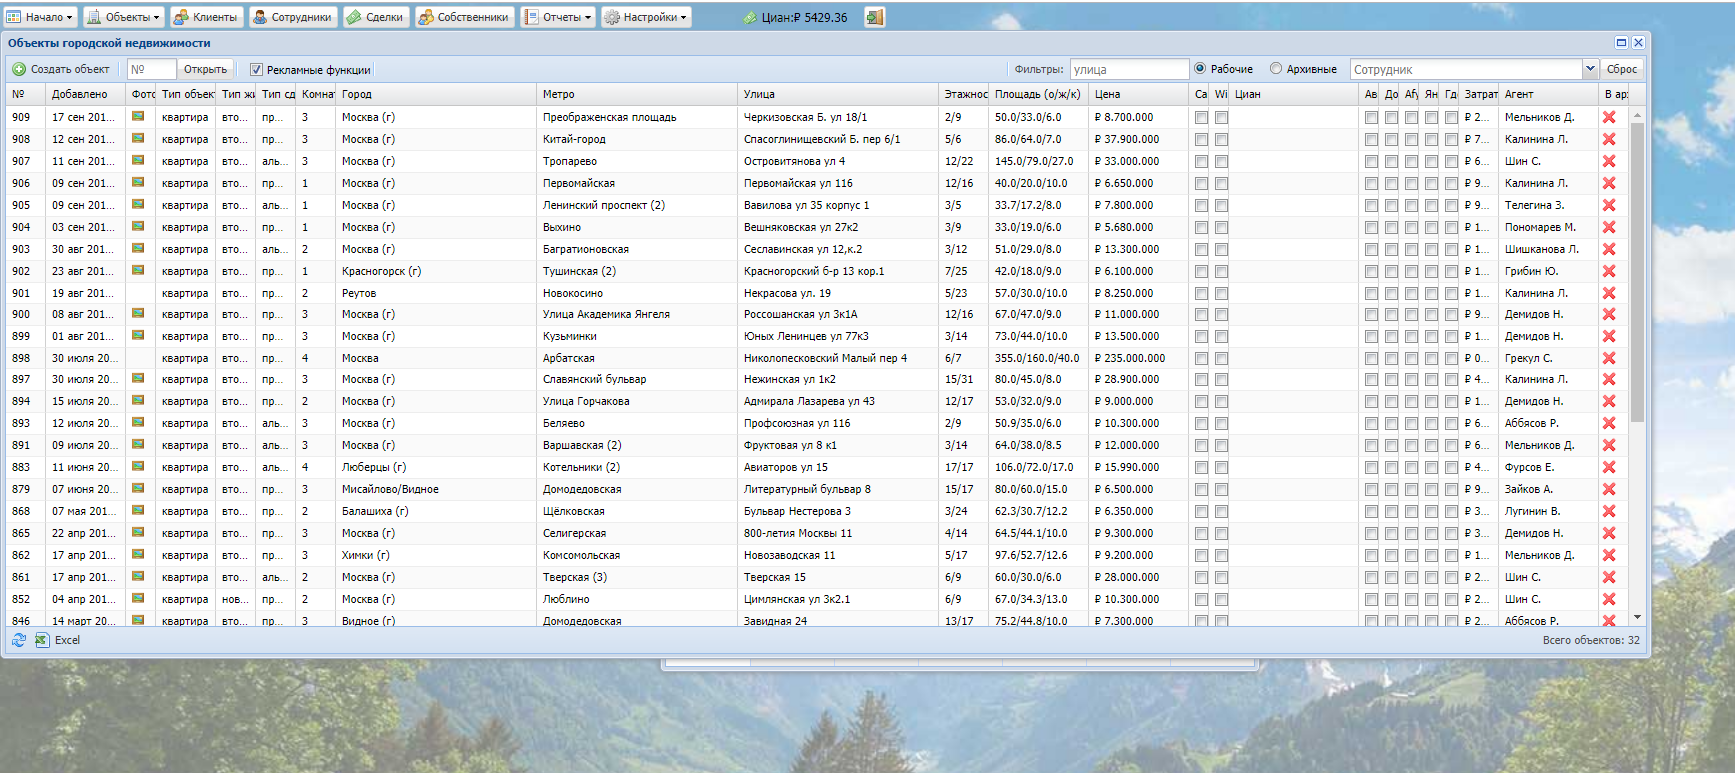 Начало Объекты Клиенты Сотрудники Сделки Собственники Отчеты Настройки Циан:₽ 5429.36
Объекты городской недвижимости
Создать объект № Открыть Рекламные функции Фильтры: улица Рабочие Архивные Сотрудник Сброс
№ Добавлено Фото Тип объект Тип жи Тип сд Комнат Город Метро Улица Этажнос Площадь (о/ж/к) Цена Са Wi Циан Ав До Afy Ян Гд Затрат Агент В ар
909 17 сен 201... квартира вто... пр... 3 Москва (г) Преображенская площадь Черкизовская Б. ул 18/1 2/9 50.0/33.0/6.0 ₽ 8.700.000 ₽ 2... Мельников Д.
908 12 сен 201... квартира вто... пр... 3 Москва (г) Китай-город Спасоглинищевский Б. пер 6/1 5/6 86.0/64.0/7.0 ₽ 37.900.000 ₽ 7... Калинина Л.
907 11 сен 201... квартира вто... аль... 3 Москва (г) Тропарево Островитянова ул 4 12/22 145.0/79.0/27.0 ₽ 33.000.000 ₽ 6... Шин С.
906 09 сен 201... квартира вто... пр... 1 Москва (г) Первомайская Первомайская ул 116 12/16 40.0/20.0/10.0 ₽ 6.650.000 ₽ 9... Калинина Л.
905 09 сен 201... квартира вто... аль... 1 Москва (г) Ленинский проспект (2) Вавилова ул 35 корпус 1 3/5 33.7/17.2/8.0 ₽ 7.800.000 ₽ 9... Телегина З.
904 03 сен 201... квартира вто... пр... 1 Москва (г) Выхино Вешняковская ул 27к2 3/9 33.0/19.0/6.0 ₽ 5.680.000 ₽ 1... Пономарев М.
903 30 авг 201... квартира вто... аль... 2 Москва (г) Багратионовская Сеславинская ул 12,к.2 3/12 51.0/29.0/8.0 ₽ 13.300.000 ₽ 1... Шишканова Л.
902 23 авг 201... квартира вто... пр... 1 Красногорск (г) Тушинская (2) Красногорский б-р 13 кор.1 7/25 42.0/18.0/9.0 ₽ 6.100.000 ₽ 1... Грибин Ю.
901 19 авг 201... квартира вто... пр... 2 Реутов Новокосино Некрасова ул. 19 5/23 57.0/30.0/10.0 ₽ 8.250.000 ₽ 1... Калинина Л.
900 08 авг 201... квартира вто... пр... 3 Москва (г) Улица Академика Янгеля Россошанская ул 3к1А 12/16 67.0/47.0/9.0 ₽ 11.000.000 ₽ 9... Демидов Н.
899 01 авг 201... квартира вто... пр... 3 Москва (г) Кузьминки Юных Ленинцев ул 77к3 3/14 73.0/44.0/10.0 ₽ 13.500.000 ₽ 1... Демидов Н.
898 30 июля 20... квартира вто... пр... 4 Москва Арбатская Николопесковский Малый пер 4 6/7 355.0/160.0/40.0 ₽ 235.000.000 ₽ 0... Грекул С.
897 30 июля 20... квартира вто... пр... 3 Москва (г) Славянский бульвар Нежинская ул 1к2 15/31 80.0/45.0/8.0 ₽ 28.900.000 ₽ 4... Калинина Л.
894 15 июля 20... квартира вто... пр... 2 Москва (г) Улица Горчакова Адмирала Лазарева ул 43 12/17 53.0/32.0/9.0 ₽ 9.000.000 ₽ 1... Демидов Н.
893 12 июля 20... квартира вто... аль... 3 Москва (г) Беляево Профсоюзная ул 116 2/9 50.9/35.0/6.0 ₽ 10.300.000 ₽ 6... Аббясов Р.
891 09 июля 20... квартира вто... аль... 3 Москва (г) Варшавская (2) Фруктовая ул 8 к1 3/14 64.0/38.0/8.5 ₽ 12.000.000 ₽ 6... Мельников Д.
883 11 июня 20... квартира вто... аль... 4 Люберцы (г) Котельники (2) Авиаторов ул 15 17/17 106.0/72.0/17.0 ₽ 15.990.000 ₽ 4... Фурсов Е.
879 07 июня 20... квартира вто... пр... 3 Мисайлово/Видное Домодедовская Литературный бульвар 8 15/17 80.0/60.0/15.0 ₽ 6.500.000 ₽ 9... Зайков А.
868 07 мая 201... квартира вто... пр... 2 Балашиха (г) Щёлковская Бульвар Нестерова 3 3/24 62.3/30.7/12.2 ₽ 6.350.000 ₽ 3... Лугинин В.
865 22 апр 201... квартира вто... пр... 3 Москва (г) Селигерская 800-летия Москвы 11 4/14 64.5/44.1/10.0 ₽ 9.300.000 ₽ 3... Демидов Н.
862 17 апр 201... квартира вто... пр... 3 Химки (г) Комсомольская Новозаводская 11 5/17 97.6/52.7/12.6 ₽ 9.200.000 ₽ 1... Мельников Д.
861 17 апр 201... квартира вто... аль... 2 Москва (г) Тверская (3) Тверская 15 6/9 60.0/30.0/6.0 ₽ 28.000.000 ₽ 2... Шин С.
852 04 апр 201... квартира нов... пр... 2 Москва (г) Люблино Цимлянская ул 3к2.1 6/9 67.0/34.3/13.0 ₽ 10.300.000 ₽ 2... Шин С.
846 14 март 20... квартира вто... пр... 3 Видное (г) Домодедовская Завидная 24 13/17 75.2/44.8/10.0 ₽ 7.300.000 ₽ 2... Аббясов Р.
Excel Всего объектов: 32